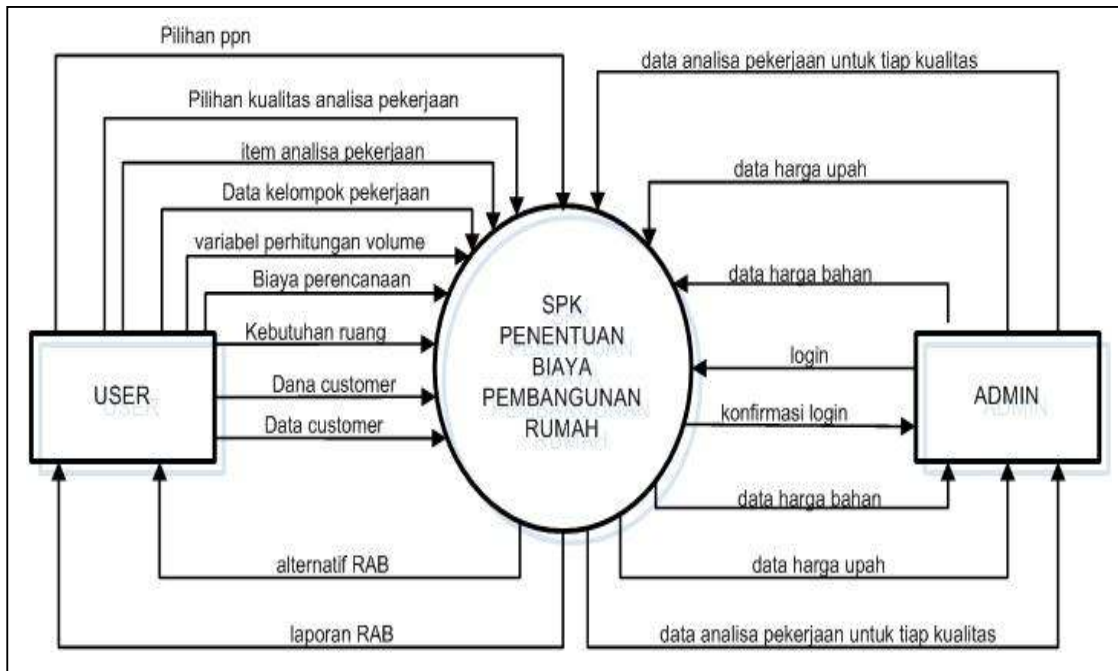 Pilihan ppn
Pilihan kualitas analisa pekerjaan
item analisa pekerjaan
Data kelompok pekerjaan
variabel perhitungan volume
Biaya perencanaan
Kebutuhan ruang
Dana customer
Data customer
USER
alternatif RAB
laporan RAB
SPK
PENENTUAN
BIAYA
PEMBANGUNAN
RUMAH
data analisa pekerjaan untuk tiap kualitas
data harga upah
data harga bahan
login
konfirmasi login
ADMIN
data harga bahan
data harga upah
data analisa pekerjaan untuk tiap kualitas